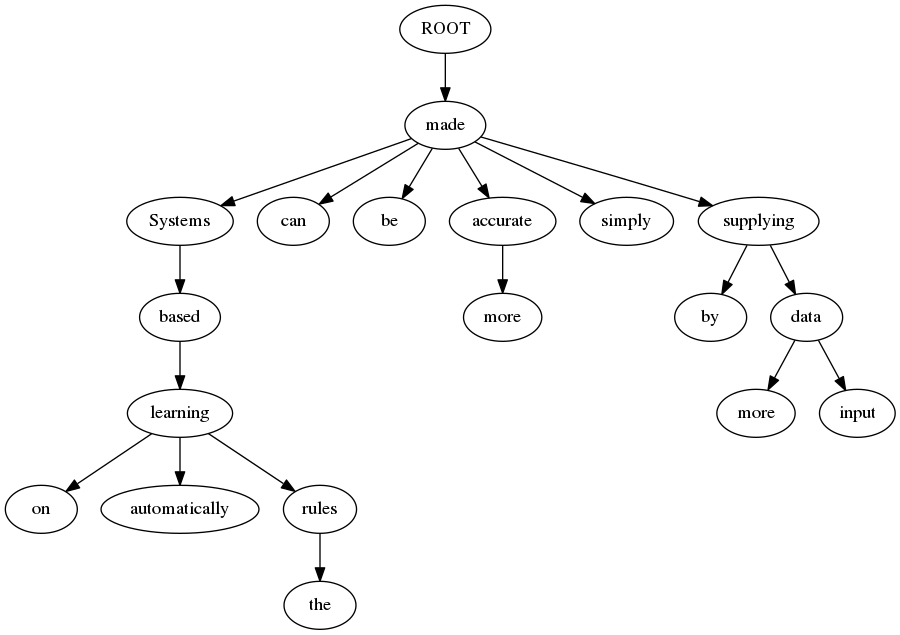 ROOT
made
Systems can be accurate simply supplying
based more by data
learning more input
on automatically rules
the